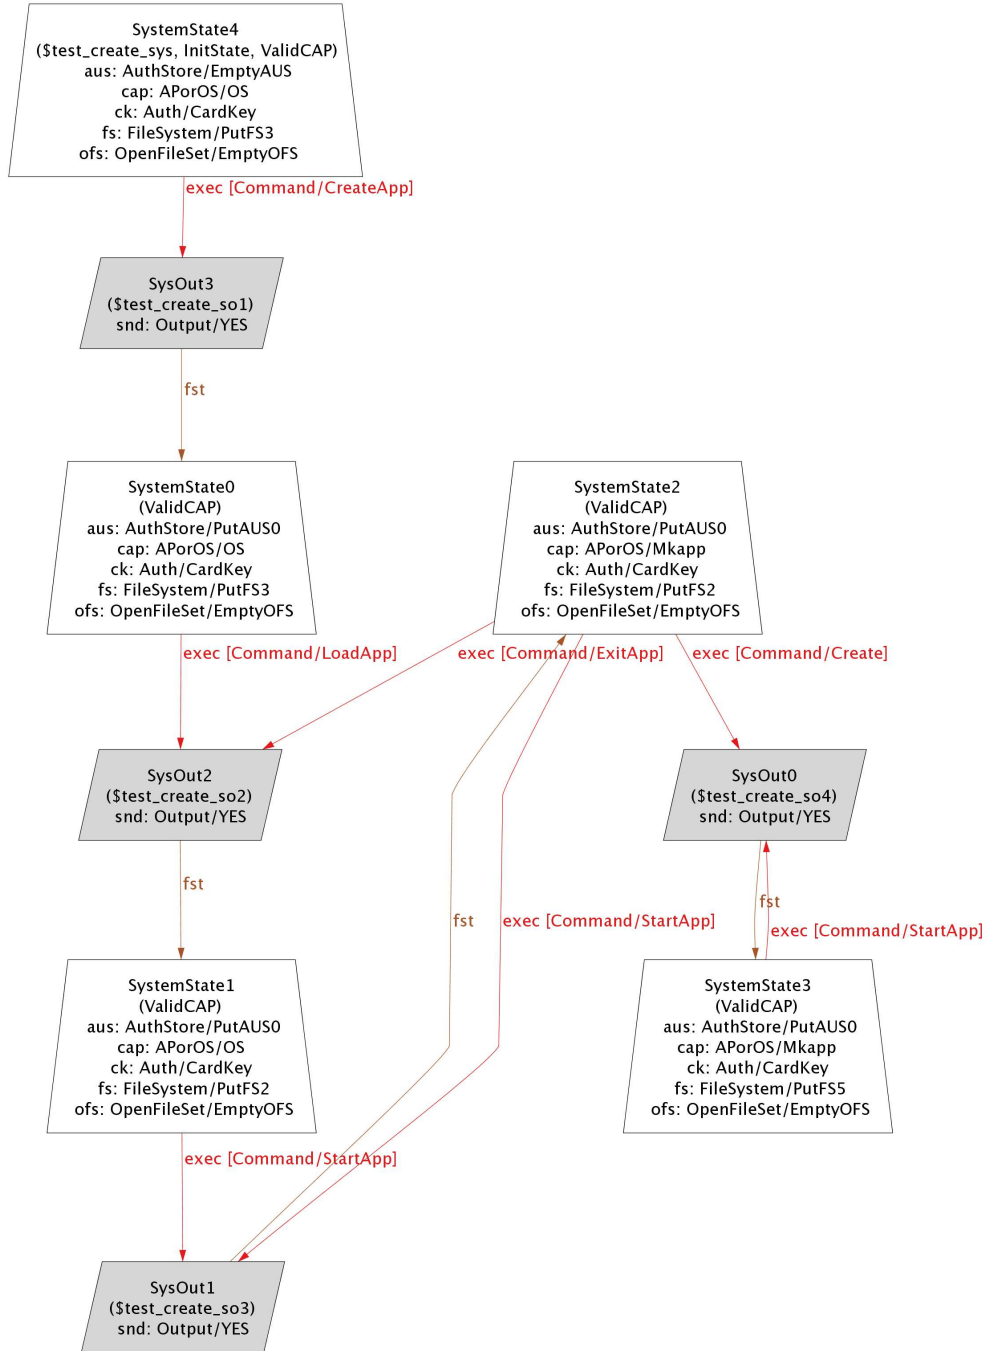 SystemState4
($test_create_sys, InitState, ValidCAP)
aus: AuthStore/EmptyAUS
cap: APorOS/OS
ck: Auth/CardKey
fs: FileSystem/PutFS3
ofs: OpenFileSet/EmptyOFS
exec [Command/CreateApp]
SysOut3
($test_create_so1)
snd: Output/YES
fst
SystemState0
(ValidCAP)
aus: AuthStore/PutAUS0
cap: APorOS/OS
ck: Auth/CardKey
fs: FileSystem/PutFS3
ofs: OpenFileSet/EmptyOFS
SystemState2
(ValidCAP)
aus: AuthStore/PutAUS0
cap: APorOS/Mkapp
ck: Auth/CardKey
fs: FileSystem/PutFS2
ofs: OpenFileSet/EmptyOFS
exec [Command/LoadApp]
exec [Command/ExitApp]
exec [Command/Create]
SysOut2
($test_create_so2)
snd: Output/YES
SysOut0
($test_create_so4)
snd: Output/YES
fst
fst
exec [Command/StartApp]
fst
exec [Command/StartApp]
SystemState1
(ValidCAP)
aus: AuthStore/PutAUS0
cap: APorOS/OS
ck: Auth/CardKey
fs: FileSystem/PutFS2
ofs: OpenFileSet/EmptyOFS
SystemState3
(ValidCAP)
aus: AuthStore/PutAUS0
cap: APorOS/Mkapp
ck: Auth/CardKey
fs: FileSystem/PutFS5
ofs: OpenFileSet/EmptyOFS
exec [Command/StartApp]
SysOut1
($test_create_so3)
snd: Output/YES